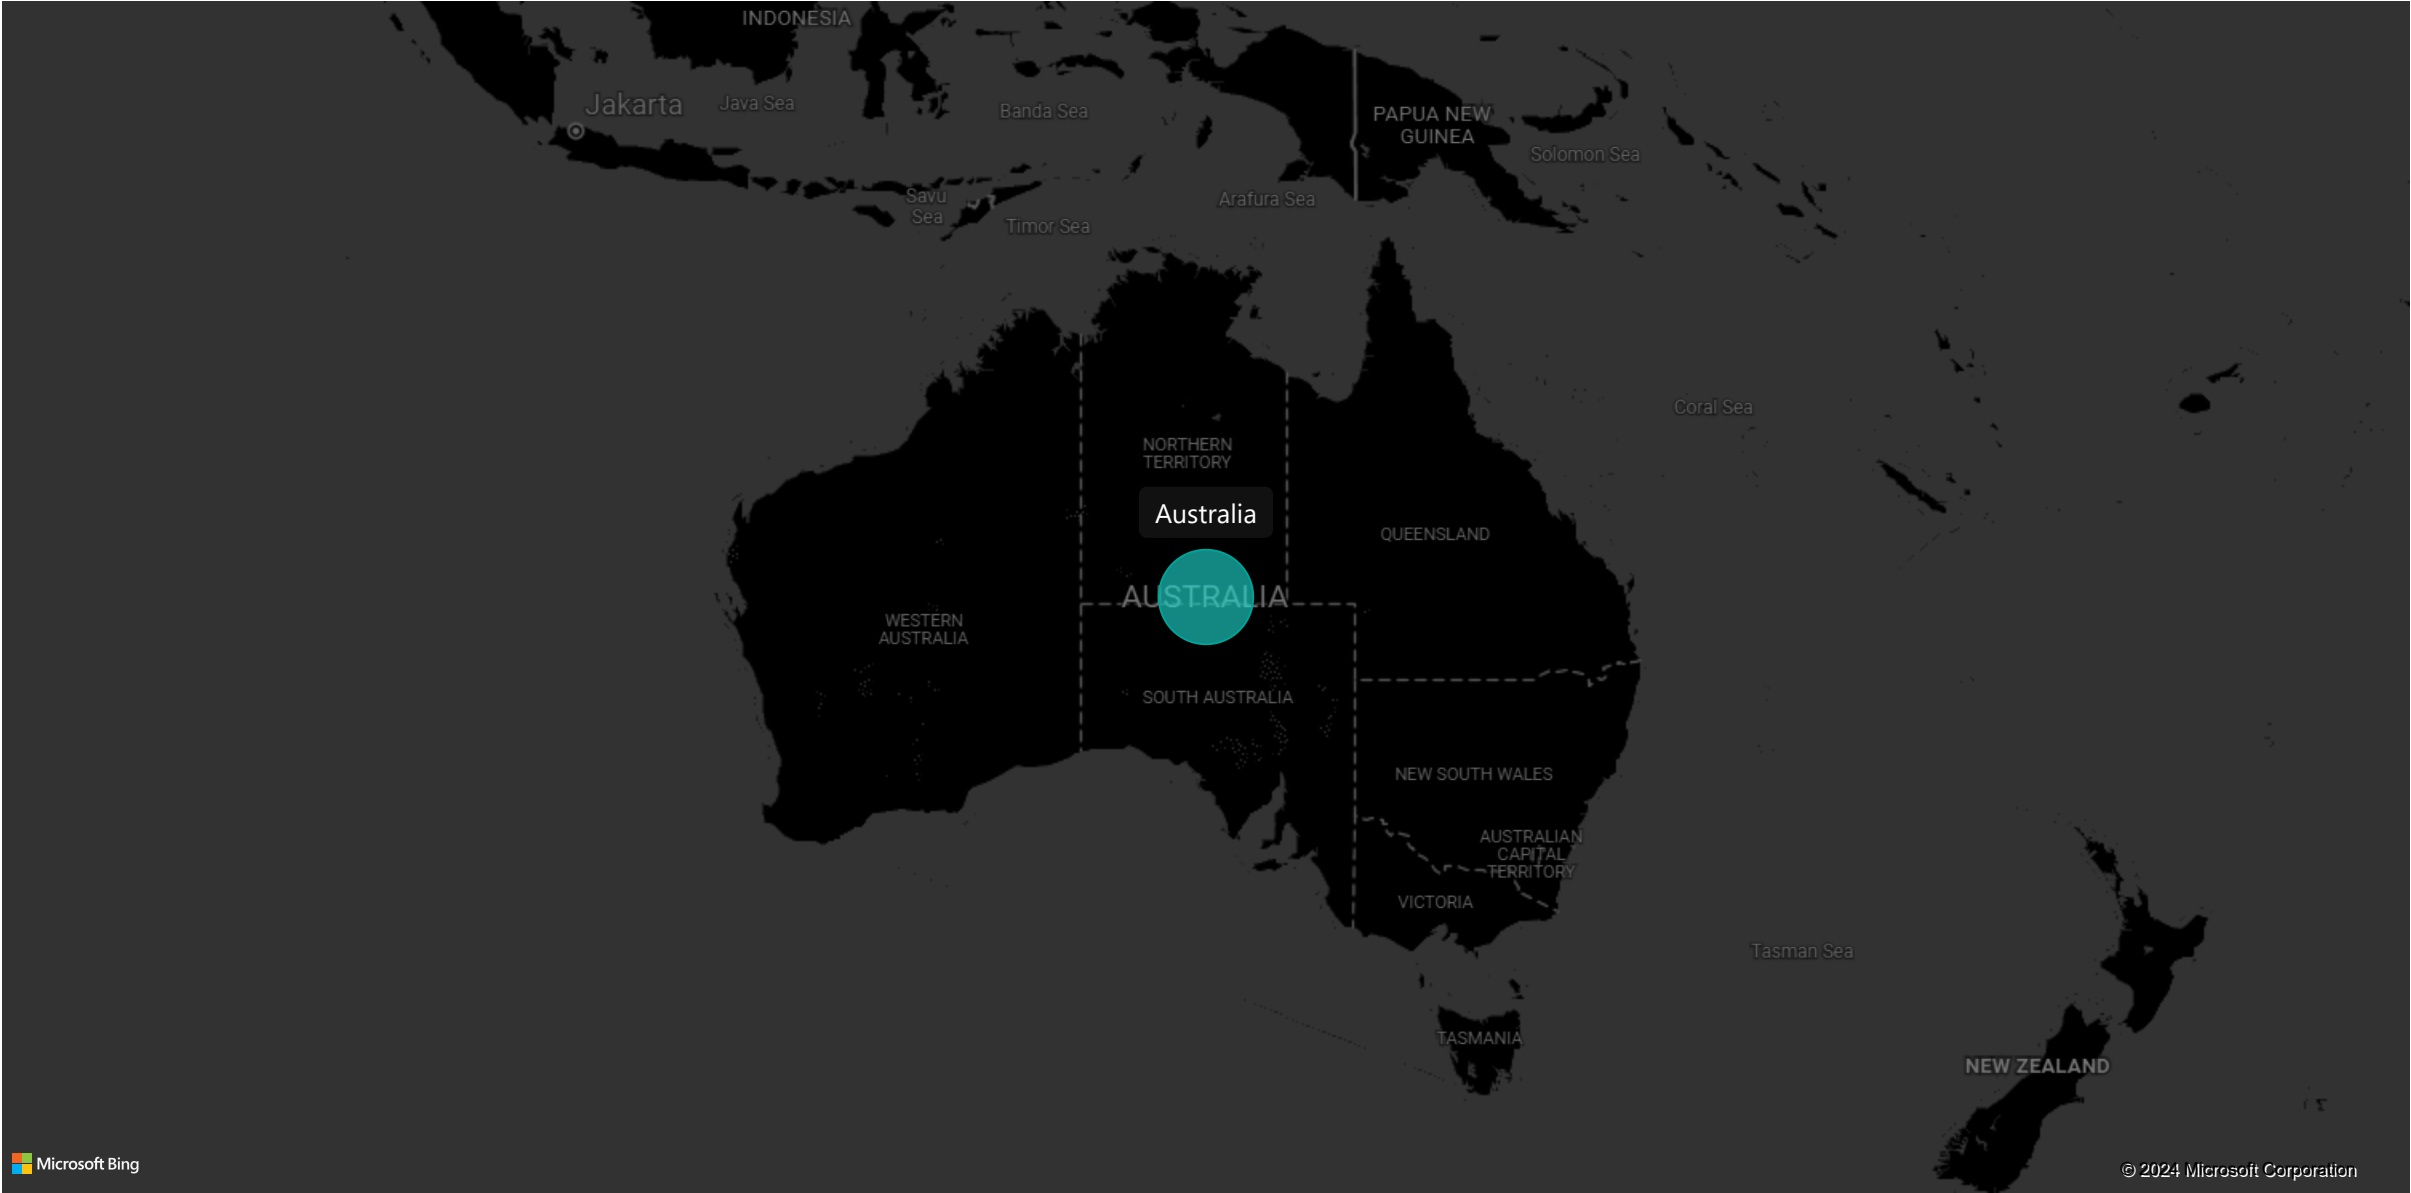 INDONESIA
Jakarta
Java Sea
Banda Sea
PAPUA NEW
GUINEA
Solomon Sea
Savu
Sea
Timor Sea
Arafura Sea
Coral Sea
NORTHERN
TERRITORY
Australia
QUEENSLAND
AUSTRALIA
WESTERN
AUSTRALIA
SOUTH AUSTRALIA
NEW SOUTH WALES
AUSTRALIAN
CAPITAL
TERRITORY
VICTORIA
Tasman Sea
TASMANIA
NEW ZEALAND
Microsoft Bing
© 2024 Microsoft Corporation